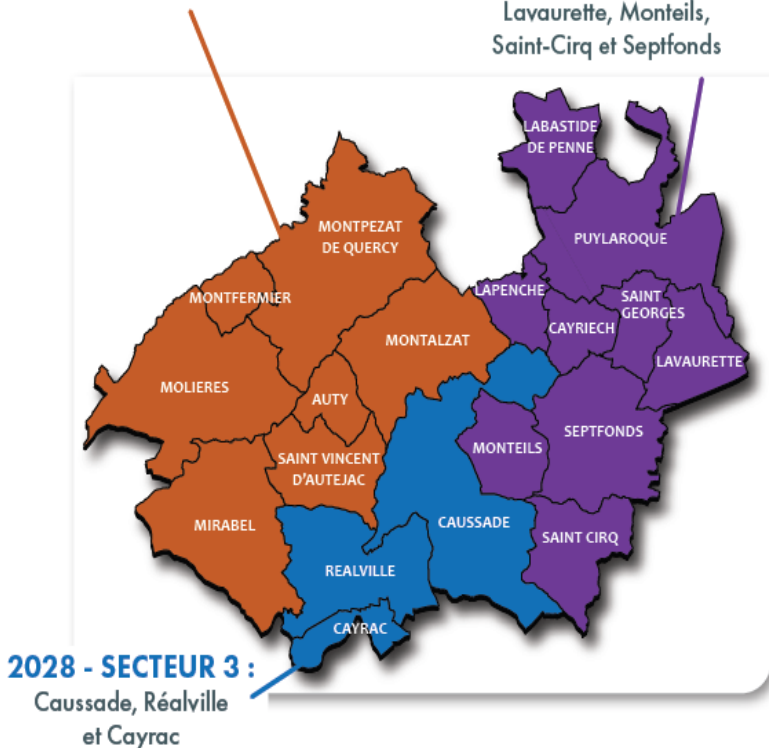 Lavaurette, Monteils,
Saint-Cirq et Septfonds
LABASTIDE
DE PENNE
MONTPEZAT
DE QUERCY
PUYLAROQUE
MONTFERMIER
LAPENCHE
SAINT
GEORGES
CAYRIECH
MONTALZAT
LAVAURETTE
MOLIERES
AUTY
SEPTFONDS
MONTEILS
SAINT VINCENT
D'AUTEJAC
MIRABEL
CAUSSADE
SAINT CIRQ
REALVILLE
CAYRAC
2028 - SECTEUR 3 :
Caussade, Réalville
et Cayrac